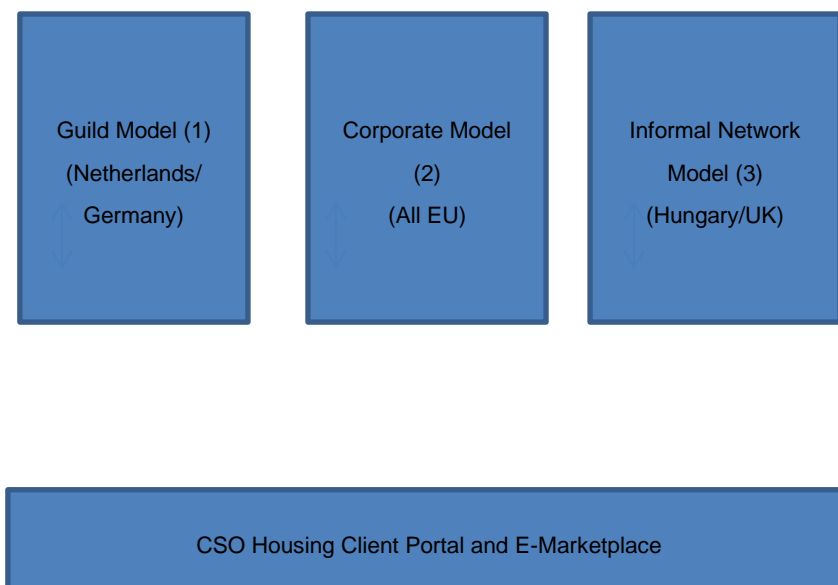 Guild Model (1)
(Netherlands/
Germany)
Corporate Model
(2)
(All EU)
Informal Network
Model (3)
(Hungary/UK)
CSO Housing Client Portal and E-Marketplace